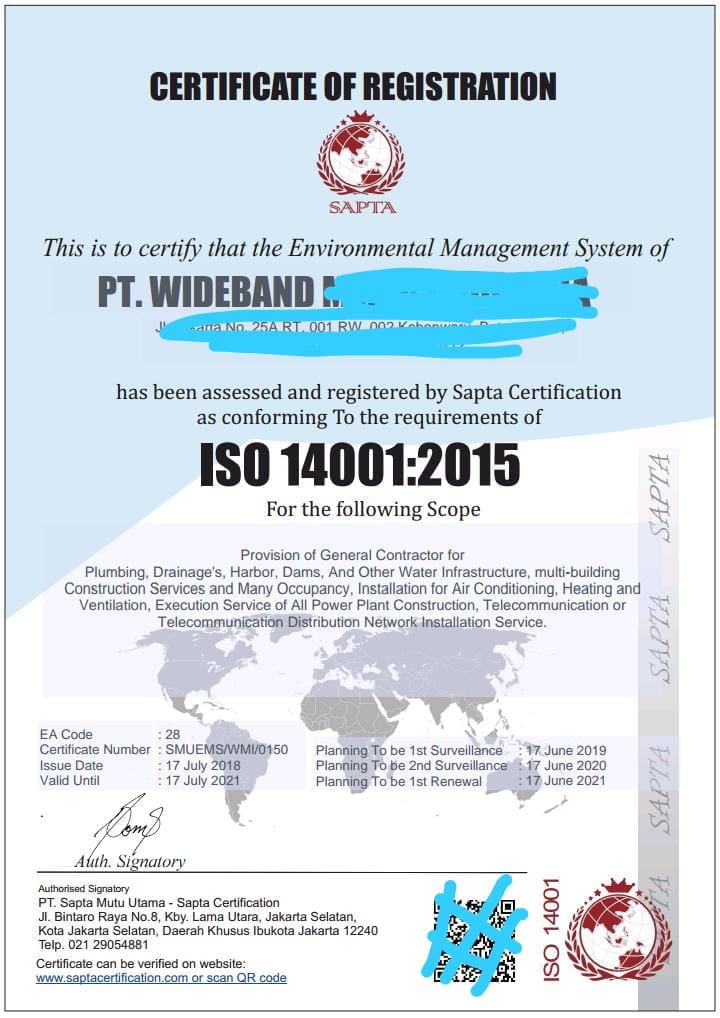 CERTIFICATE OF REGISTRATION
SAPTA
This is to certify that the Environmental Management System of
PT. WIDEBAND
No. 25A RT. 001 RW. 002
has been assessed and registered by Sapta Certification
as conforming To the requirements of
ISO 14001:2015
For the following Scope
Provision of General Contractor for
Plumbing, Drainage's, Harbor, Dams, And Other Water Infrastructure, multi-building
Construction Services and Many Occupancy, Installation for Air Conditioning, Heating and
Ventilation, Execution Service of All Power Plant Construction, Telecommunication or
Telecommunication Distribution Network Installation Service.
EA Code : 28
Certificate Number : SMUEMS/WMI/0150
Issue Date : 17 July 2018
Valid Until : 17 July 2021
Planning To be 1st Surveillance : 17 June 2019
Planning To be 2nd Surveillance : 17 June 2020
Planning To be 1st Renewal : 17 June 2021
Auth. Signatory
Authorised Signatory
PT. Sapta Mutu Utama - Sapta Certification
Jl. Bintaro Raya No.8, Kby. Lama Utara, Jakarta Selatan,
Kota Jakarta Selatan, Daerah Khusus Ibukota Jakarta 12240
Telp. 021 29054881
Certificate can be verified on website:
www.saptacertification.com or scan QR code
ISO 14001
SAPTA
SAPTA
SAPTA
TA